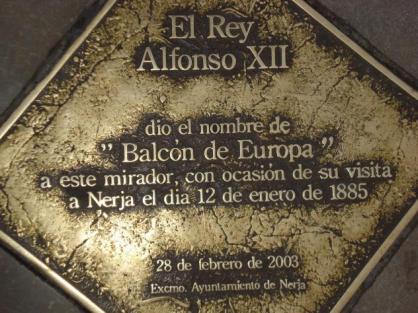 El Rey
Alfonso XII
dio el nombre de
" Balcón de Europa "
a este mirador, con ocasión de su visita
a Nerja el dia 12 de enero de 1885
28 de febrero de 2003
Excmo. Ayuntamiento de Nerja